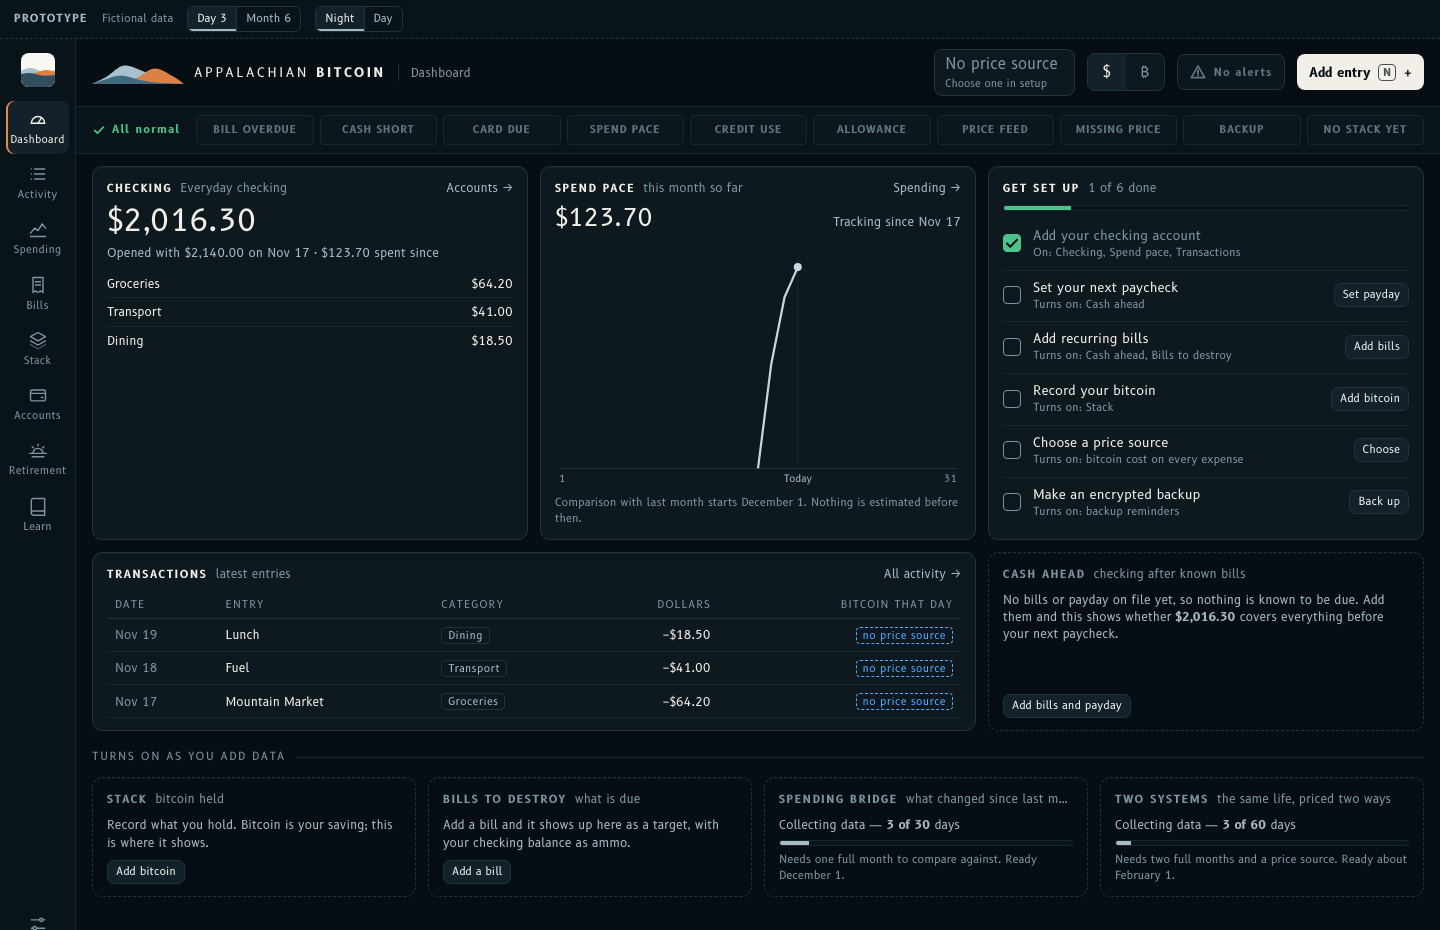 PROTOTYPE Fictional data Day 3 Month 6 Night Day
APPALACHIAN BITCOIN Dashboard
No price source
Choose one in setup
$ ₿
No alerts
Add entry N +
Dashboard
Activity
Spending
Bills
Stack
Accounts
Retirement
Learn
All normal BILL OVERDUE CASH SHORT CARD DUE SPEND PACE CREDIT USE ALLOWANCE PRICE FEED MISSING PRICE BACKUP NO STACK YET
CHECKING Everyday checking Accounts →
$2,016.30
Opened with $2,140.00 on Nov 17 · $123.70 spent since
Groceries $64.20
Transport $41.00
Dining $18.50
SPEND PACE this month so far Spending →
$123.70 Tracking since Nov 17
1 Today 31
Comparison with last month starts December 1. Nothing is estimated before
then.
GET SET UP 1 of 6 done
Add your checking account
On: Checking, Spend pace, Transactions
Set your next paycheck
Turns on: Cash ahead
Set payday
Add recurring bills
Turns on: Cash ahead, Bills to destroy
Add bills
Record your bitcoin
Turns on: Stack
Add bitcoin
Choose a price source
Turns on: bitcoin cost on every expense
Choose
Make an encrypted backup
Turns on: backup reminders
Back up
TRANSACTIONS latest entries All activity →
DATE ENTRY CATEGORY DOLLARS BITCOIN THAT DAY
Nov 19 Lunch Dining −$18.50 no price source
Nov 18 Fuel Transport −$41.00 no price source
Nov 17 Mountain Market Groceries −$64.20 no price source
CASH AHEAD checking after known bills
No bills or payday on file yet, so nothing is known to be due. Add
them and this shows whether $2,016.30 covers everything before
your next paycheck.
Add bills and payday
TURNS ON AS YOU ADD DATA
STACK bitcoin held
Record what you hold. Bitcoin is your saving; this
is where it shows.
Add bitcoin
BILLS TO DESTROY what is due
Add a bill and it shows up here as a target, with
your checking balance as ammo.
Add a bill
SPENDING BRIDGE what changed since last m…
Collecting data — 3 of 30 days
Needs one full month to compare against. Ready
December 1.
TWO SYSTEMS the same life, priced two ways
Collecting data — 3 of 60 days
Needs two full months and a price source. Ready about
February 1.